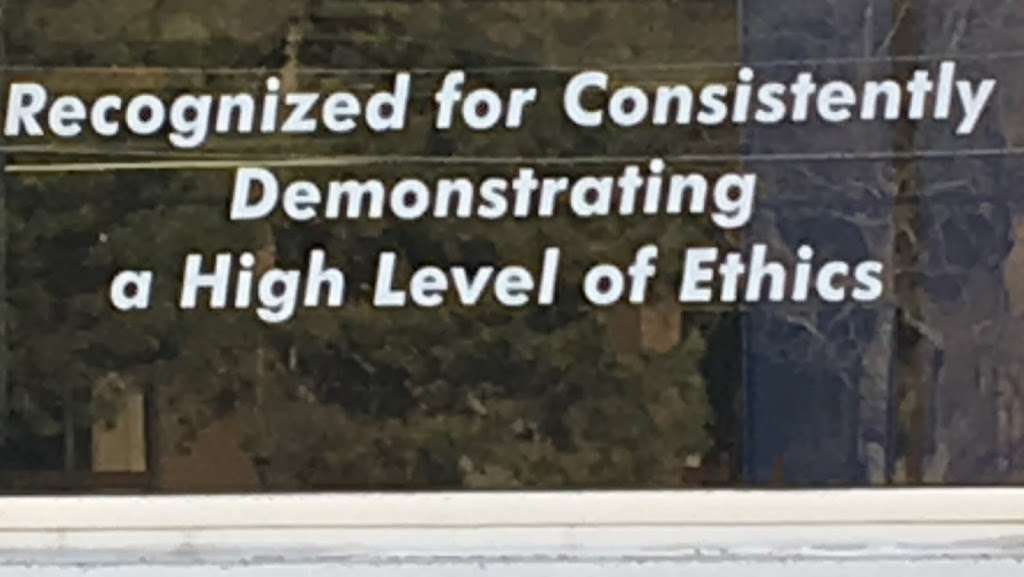 Recognized for Consistently
Demonstrating
a High Level of Ethics